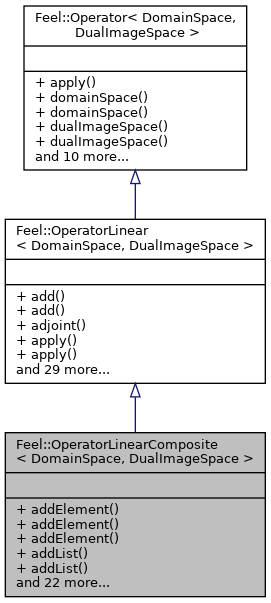 Feel::Operator< DomainSpace,
DualImageSpace >
+ apply()
+ domainSpace()
+ domainSpace()
+ dualImageSpace()
+ dualImageSpace()
and 10 more...
Feel::OperatorLinear
< DomainSpace, DualImageSpace >
+ add()
+ add()
+ adjoint()
+ apply()
+ apply()
and 29 more...
Feel::OperatorLinearComposite
< DomainSpace, DualImageSpace >
+ addElement()
+ addElement()
+ addElement()
+ addList()
+ addList()
and 22 more...